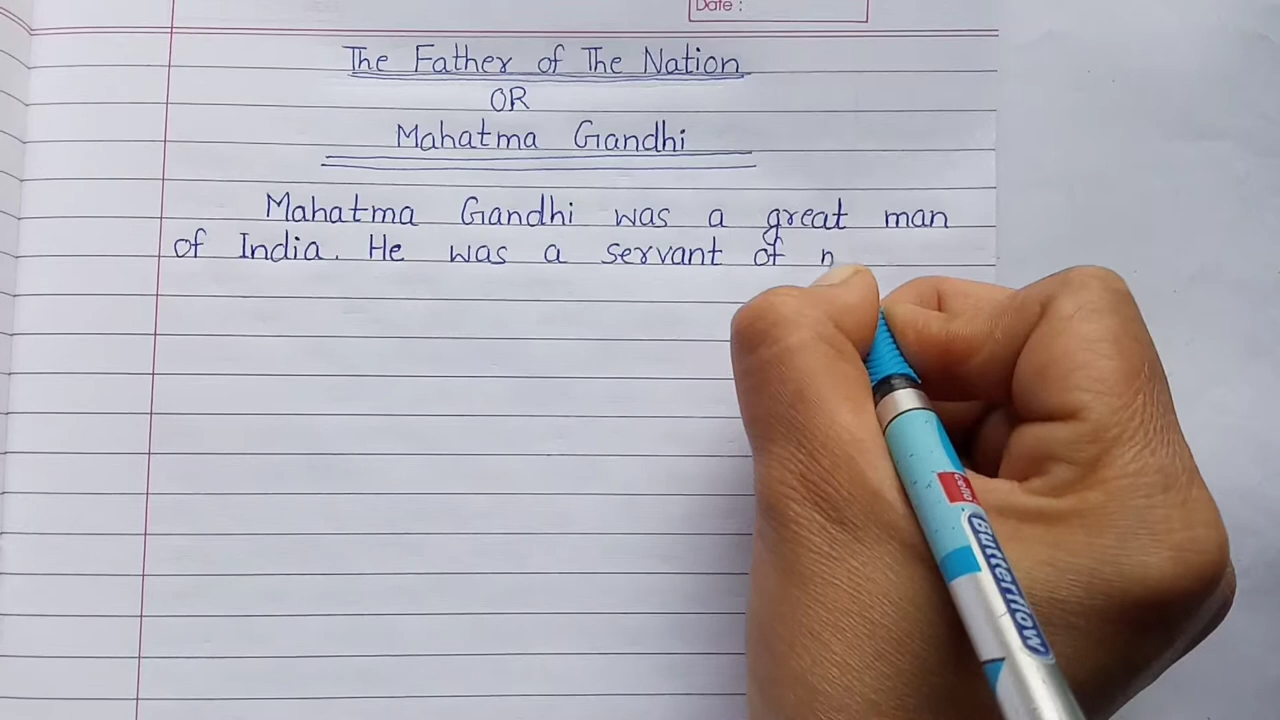 Date :
The Father of The Nation
OR
Mahatma Gandhi
Mahatma Gandhi was a great man
of India. He was a servant of
cello
Butterflow